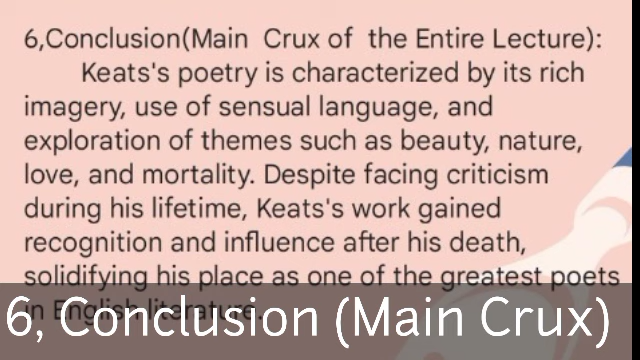 6,Conclusion(Main Crux of the Entire Lecture):
Keats's poetry is characterized by its rich
imagery, use of sensual language, and
exploration of themes such as beauty, nature,
love, and mortality. Despite facing criticism
during his lifetime, Keats's work gained
recognition and influence after his death,
solidifying his place as one of the greatest poets
in English literature.
6, Conclusion (Main Crux)